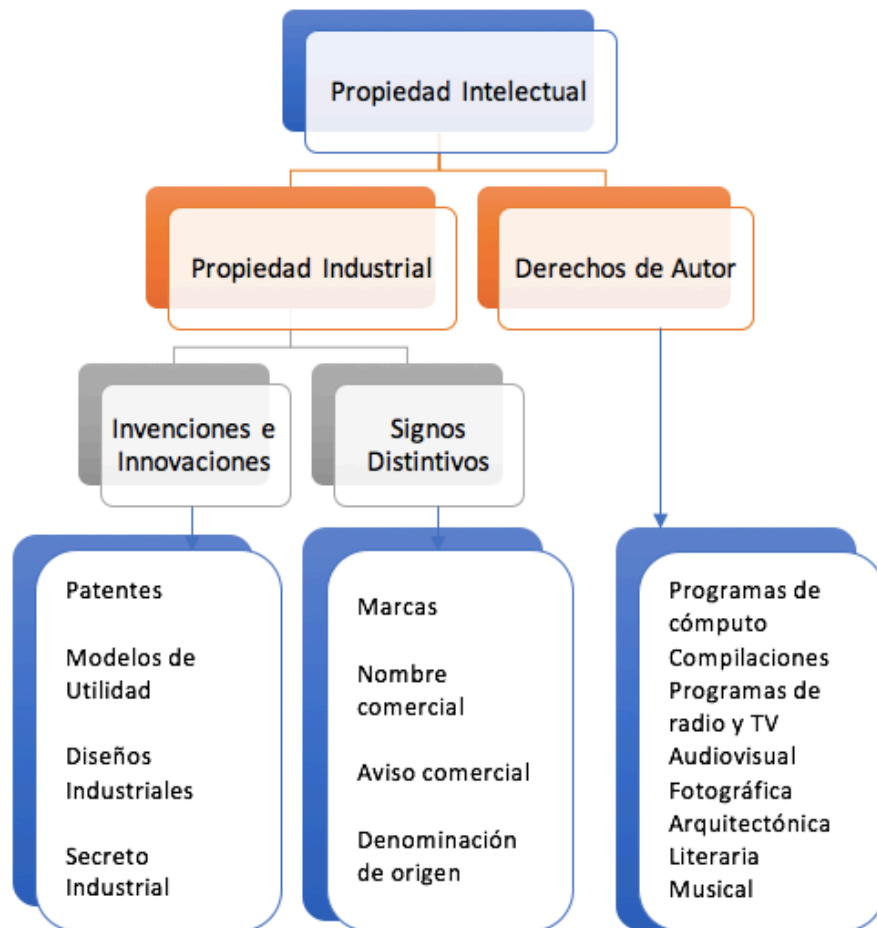 Propiedad Intelectual
Propiedad Industrial
Derechos de Autor
Invenciones e
Innovaciones
Signos
Distintivos
Patentes
Modelos de
Utilidad
Diseños
Industriales
Secreto
Industrial
Marcas
Nombre
comercial
Aviso comercial
Denominación
de origen
Programas de
cómputo
Compilaciones
Programas de
radio y TV
Audiovisual
Fotográfica
Arquitectónica
Literaria
Musical